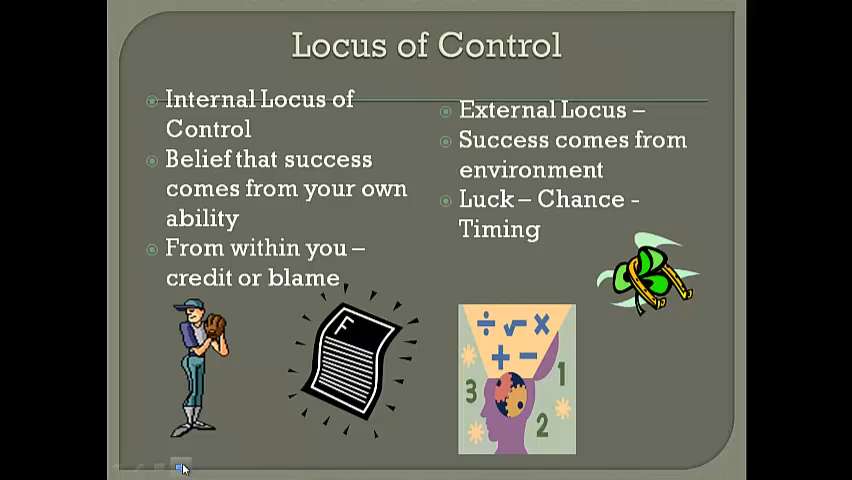 Locus of Control
Internal Locus of
Control
Belief that success
comes from your own
ability
From within you –
credit or blame
External Locus –
Success comes from
environment
Luck – Chance -
Timing
F
÷ √ x
+ −
3
1
2